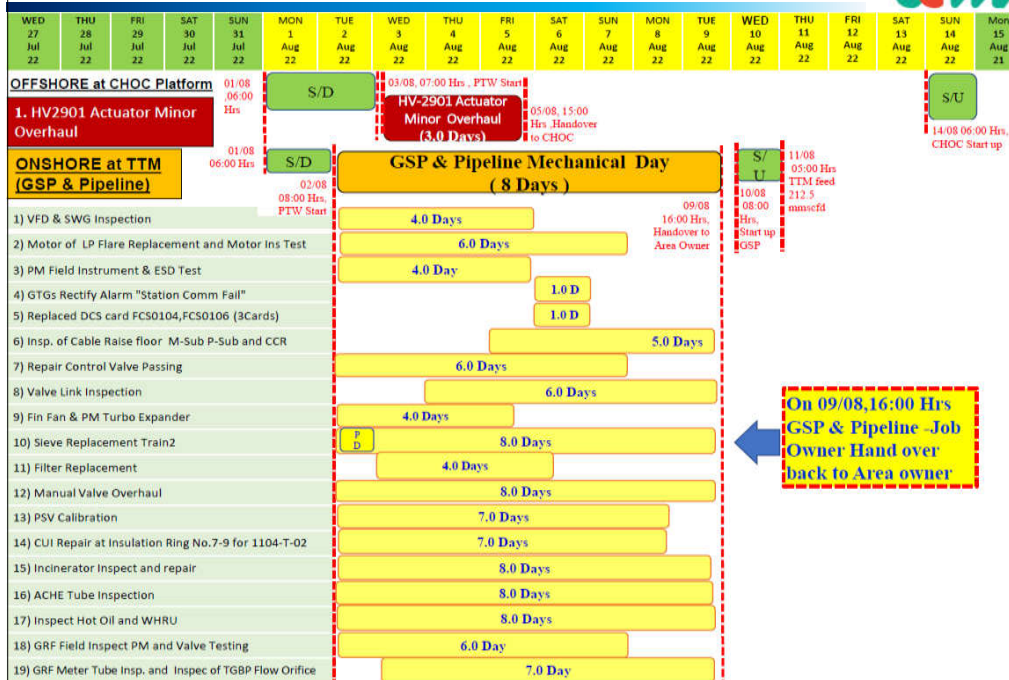 WED THU FRI SAT SUN MON TUE WED THU FRI SAT SUN MON TUE WED THU FRI SAT SUN Mon
27 28 29 30 31 1 2 3 4 5 6 7 8 9 10 11 12 13 14 15
Jul Jul Jul Jul Jul Aug Aug Aug Aug Aug Aug Aug Aug Aug Aug Aug Aug Aug Aug Aug
22 22 22 22 22 22 22 22 22 22 22 22 22 22 22 22 22 22 22 21
OFFSHORE at CHOC Platform
01/08
,06:00
Hrs
S/D
03/08, 07:00 Hrs , PTW Start
S/U
1. HV2901 Actuator Minor
Overhaul
HV-2901 Actuator
Minor Overhaul
(3.0 Days)
05/08, 15:00
Hrs ,Handover
to CHOC
14/08 06:00 Hrs,
CHOC Start up
ONSHORE at TTM
(GSP & Pipeline)
01/08
06:00 Hrs
S/D
02/08
08:00 Hrs,
PTW Start
GSP & Pipeline Mechanical Day
( 8 Days )
09/08
16:00 Hrs,
Handover to
Area Owner
S/
U
10/08
08:00
Hrs,
Start up
GSP
11/08
05:00 Hrs
TTM feed
212.5
mmscfd
1) VFD & SWG Inspection 4.0 Days
2) Motor of LP Flare Replacement and Motor Ins Test 6.0 Days
3) PM Field Instrument & ESD Test 4.0 Day
4) GTGs Rectify Alarm "Station Comm Fail" 1.0 D
5) Replaced DCS card FCS0104,FCS0106 (3Cards) 1.0 D
6) Insp. of Cable Raise floor M-Sub P-Sub and CCR 5.0 Days
7) Repair Control Valve Passing 6.0 Days
8) Valve Link Inspection 6.0 Days
9) Fin Fan & PM Turbo Expander 4.0 Days
10) Sieve Replacement Train2 P D 8.0 Days
11) Filter Replacement 4.0 Days
12) Manual Valve Overhaul 8.0 Days
13) PSV Calibration 7.0 Days
14) CUI Repair at Insulation Ring No.7-9 for 1104-T-02 7.0 Days
15) Incinerator Inspect and repair 8.0 Days
16) ACHE Tube Inspection 8.0 Days
17) Inspect Hot Oil and WHRU 8.0 Days
18) GRF Field Inspect PM and Valve Testing 6.0 Day
19) GRF Meter Tube Insp. and Inspec of TGBP Flow Orifice 7.0 Day
On 09/08,16:00 Hrs
GSP & Pipeline -Job
Owner Hand over
back to Area owner